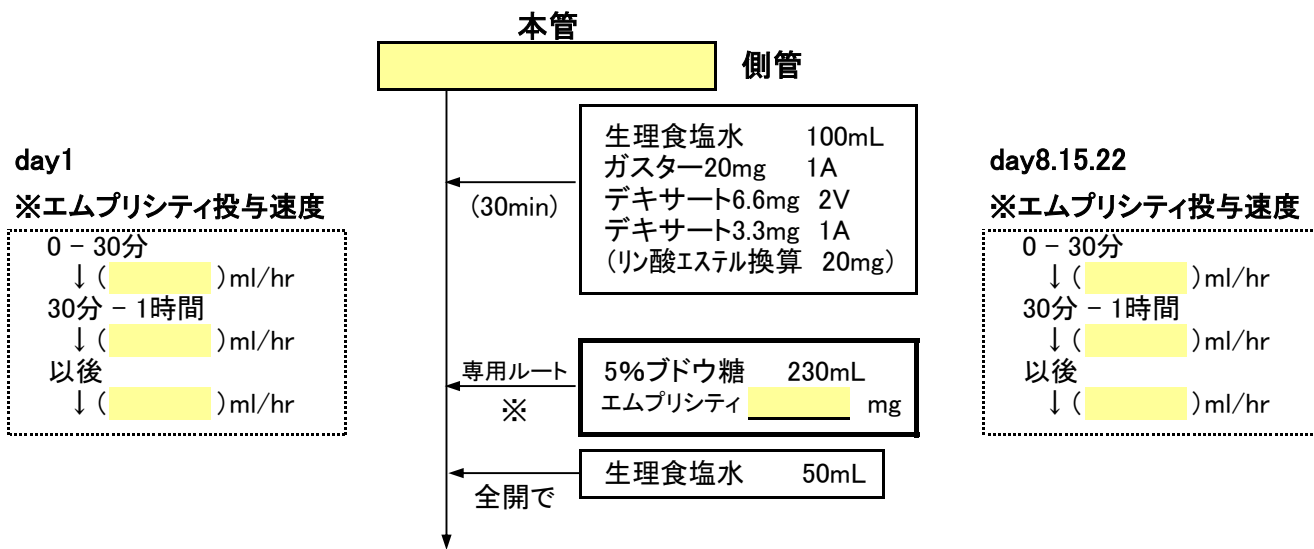 本管
側管
生理食塩水 100mL
ガスター20mg 1A
デキサート6.6mg 2V
デキサート3.3mg 1A
(リン酸エステル換算 20mg)
(30min)
day1
※エムプリシティ投与速度
0 - 30分
↓( )ml/hr
30分 - 1時間
↓( )ml/hr
以後
↓( )ml/hr
専用ルート
※
5%ブドウ糖 230mL
エムプリシティ mg
生理食塩水 50mL
全開で
day8.15.22
※エムプリシティ投与速度
0 - 30分
↓( )ml/hr
30分 - 1時間
↓( )ml/hr
以後
↓( )ml/hr